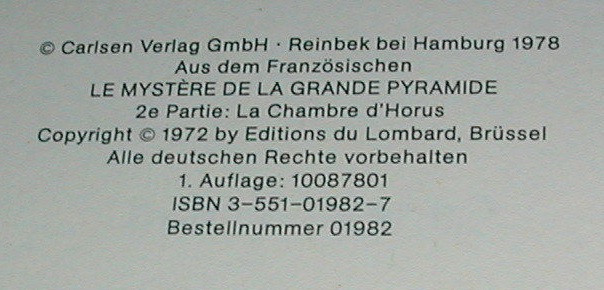 © Carlsen Verlag GmbH · Reinbek bei Hamburg 1978
Aus dem Französischen
LE MYSTÈRE DE LA GRANDE PYRAMIDE
2e Partie: La Chambre d'Horus
Copyright © 1972 by Editions du Lombard, Brüssel
Alle deutschen Rechte vorbehalten
1. Auflage: 10087801
ISBN 3–551–01982–7
Bestellnummer 01982